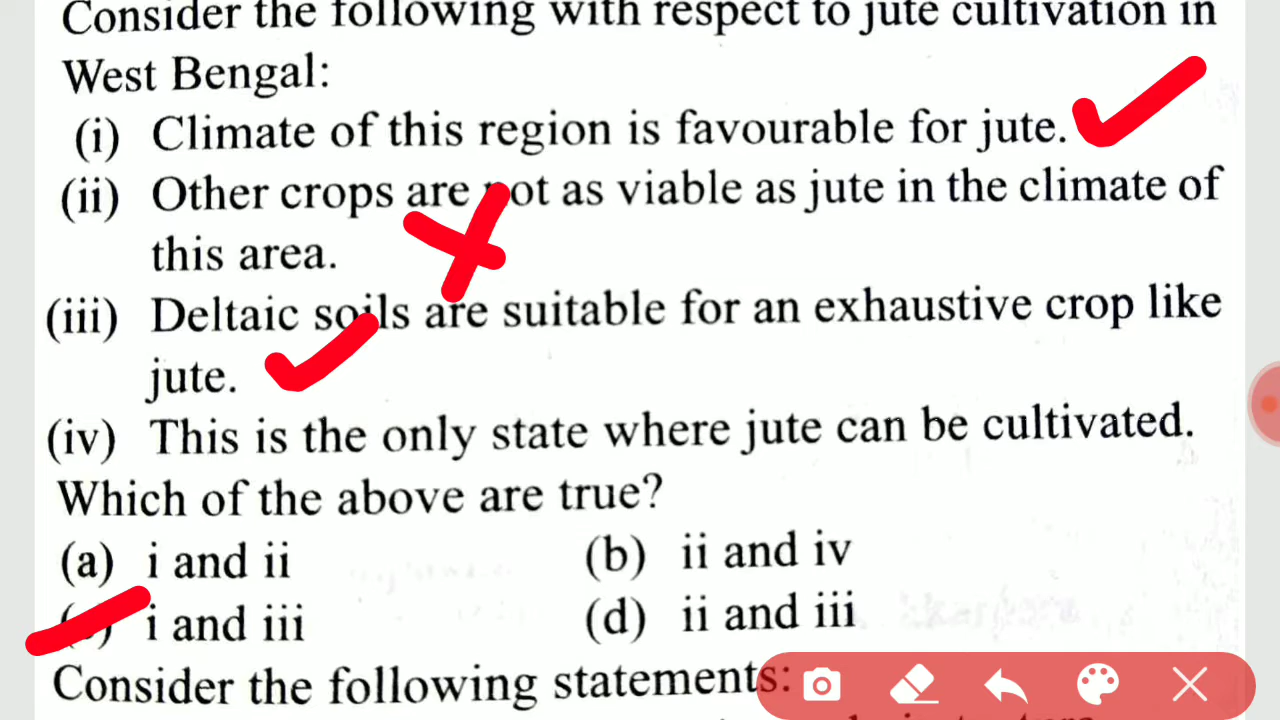 Consider the following with respect to jute cultivation in
West Bengal:
(i) Climate of this region is favourable for jute.
(ii) Other crops are not as viable as jute in the climate of
this area.
(iii) Deltaic soils are suitable for an exhaustive crop like
jute.
(iv) This is the only state where jute can be cultivated.
Which of the above are true?
(a) i and ii (b) ii and iv
i and iii (d) ii and iii
Consider the following statements: